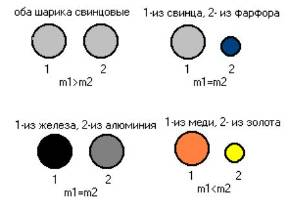 оба шарика свинцовые
1-из свинца, 2- из фарфора
1 2
1 2
m1>m2
m1=m2
1-из железа, 2-из алюминия
1-из меди, 2- из золота
1 2
1 2
m1=m2
m1<m2